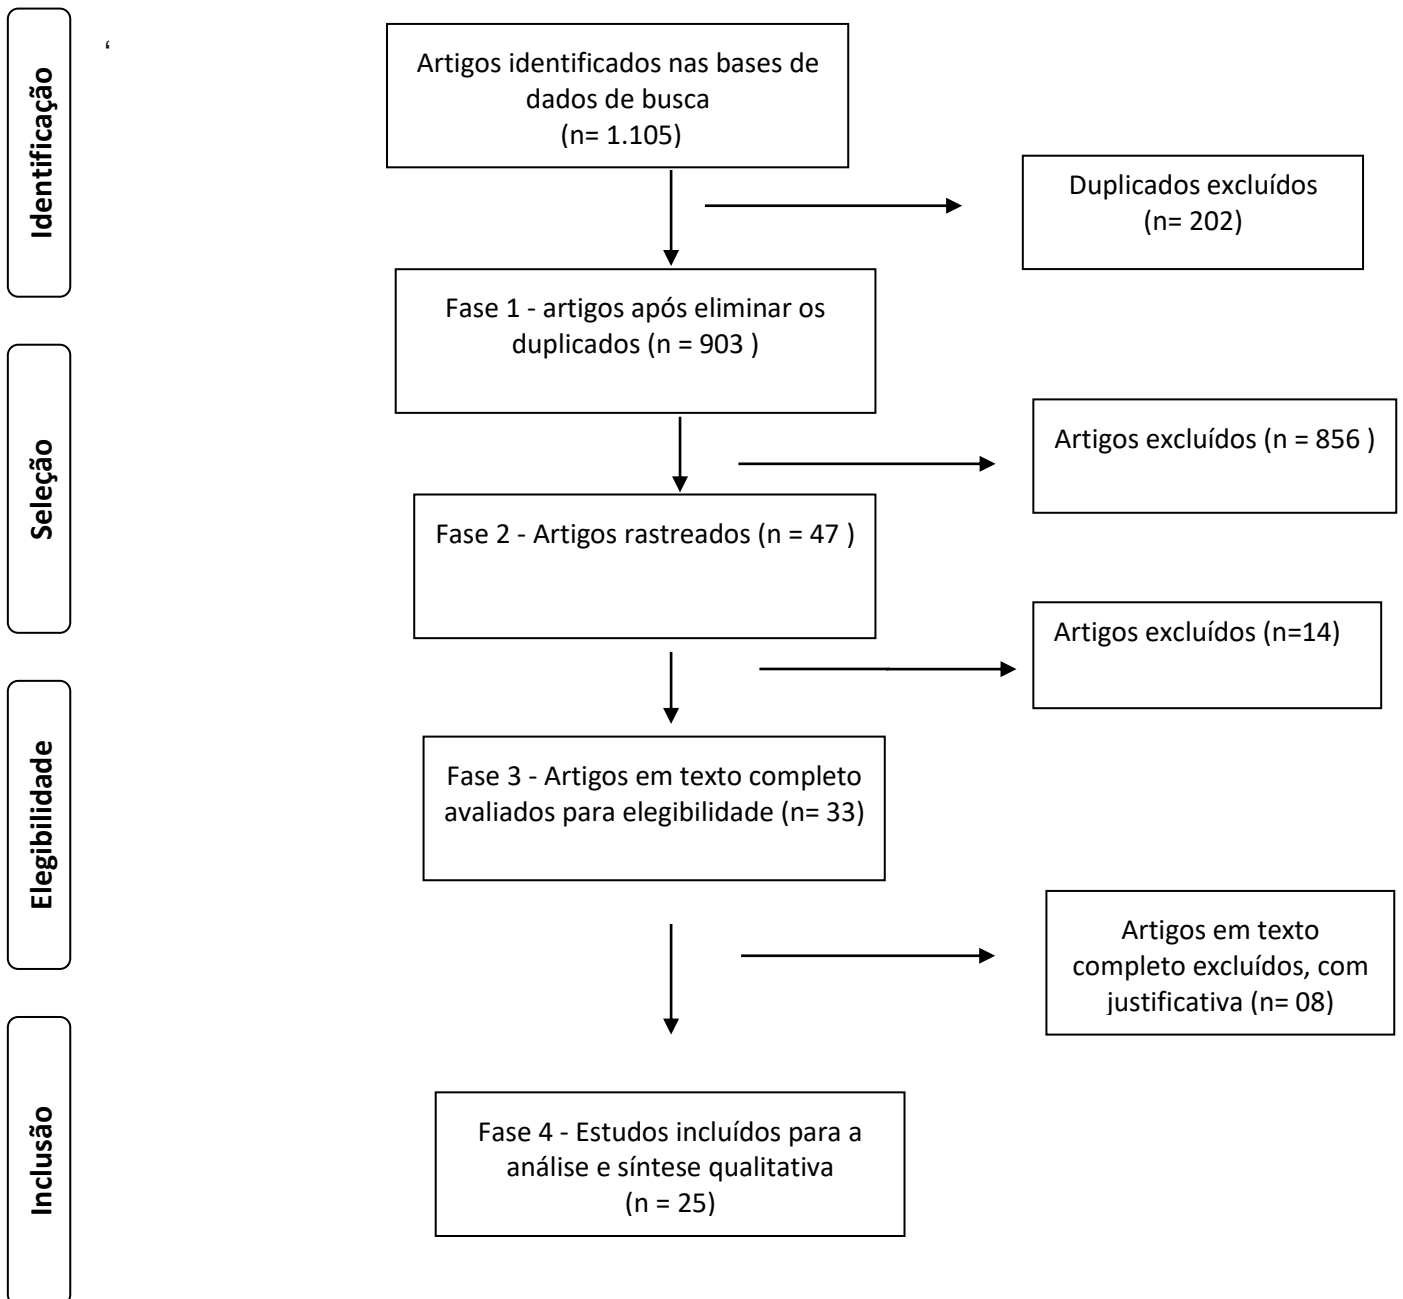 Identificação
‘
Artigos identificados nas bases de
dados de busca
(n= 1.105)
Duplicados excluídos
(n= 202)
Fase 1 - artigos após eliminar os
duplicados (n = 903 )
Seleção
Artigos excluídos (n = 856 )
Fase 2 - Artigos rastreados (n = 47 )
Artigos excluídos (n=14)
Elegibilidade
Fase 3 - Artigos em texto completo
avaliados para elegibilidade (n= 33)
Artigos em texto
completo excluídos, com
justificativa (n= 08)
Inclusão
Fase 4 - Estudos incluídos para a
análise e síntese qualitativa
(n = 25)